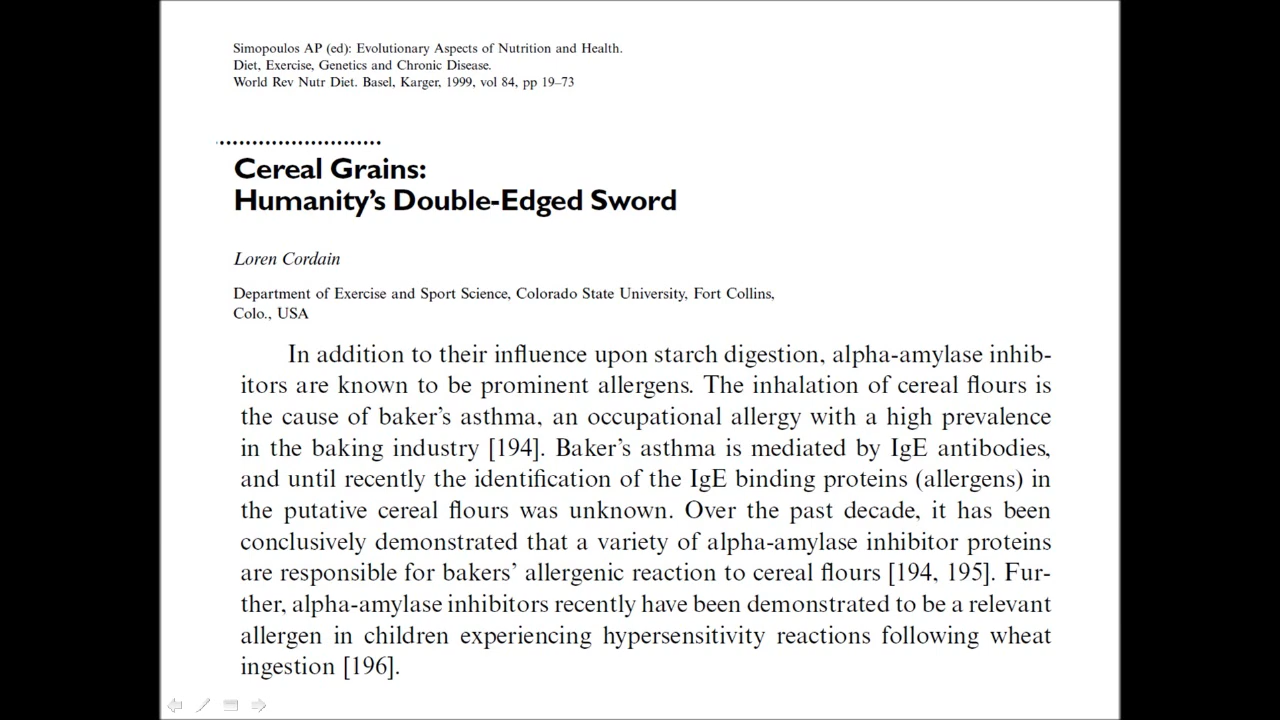 Simopoulos AP (ed): Evolutionary Aspects of Nutrition and Health.
Diet, Exercise, Genetics and Chronic Disease.
World Rev Nutr Diet. Basel, Karger, 1999, vol 84, pp 19–73
Cereal Grains:
Humanity's Double-Edged Sword
Loren Cordain
Department of Exercise and Sport Science, Colorado State University, Fort Collins,
Colo., USA
In addition to their influence upon starch digestion, alpha-amylase inhib-
itors are known to be prominent allergens. The inhalation of cereal flours is
the cause of baker's asthma, an occupational allergy with a high prevalence
in the baking industry [194]. Baker's asthma is mediated by IgE antibodies,
and until recently the identification of the IgE binding proteins (allergens) in
the putative cereal flours was unknown. Over the past decade, it has been
conclusively demonstrated that a variety of alpha-amylase inhibitor proteins
are responsible for bakers' allergenic reaction to cereal flours [194, 195]. Fur-
ther, alpha-amylase inhibitors recently have been demonstrated to be a relevant
allergen in children experiencing hypersensitivity reactions following wheat
ingestion [196].